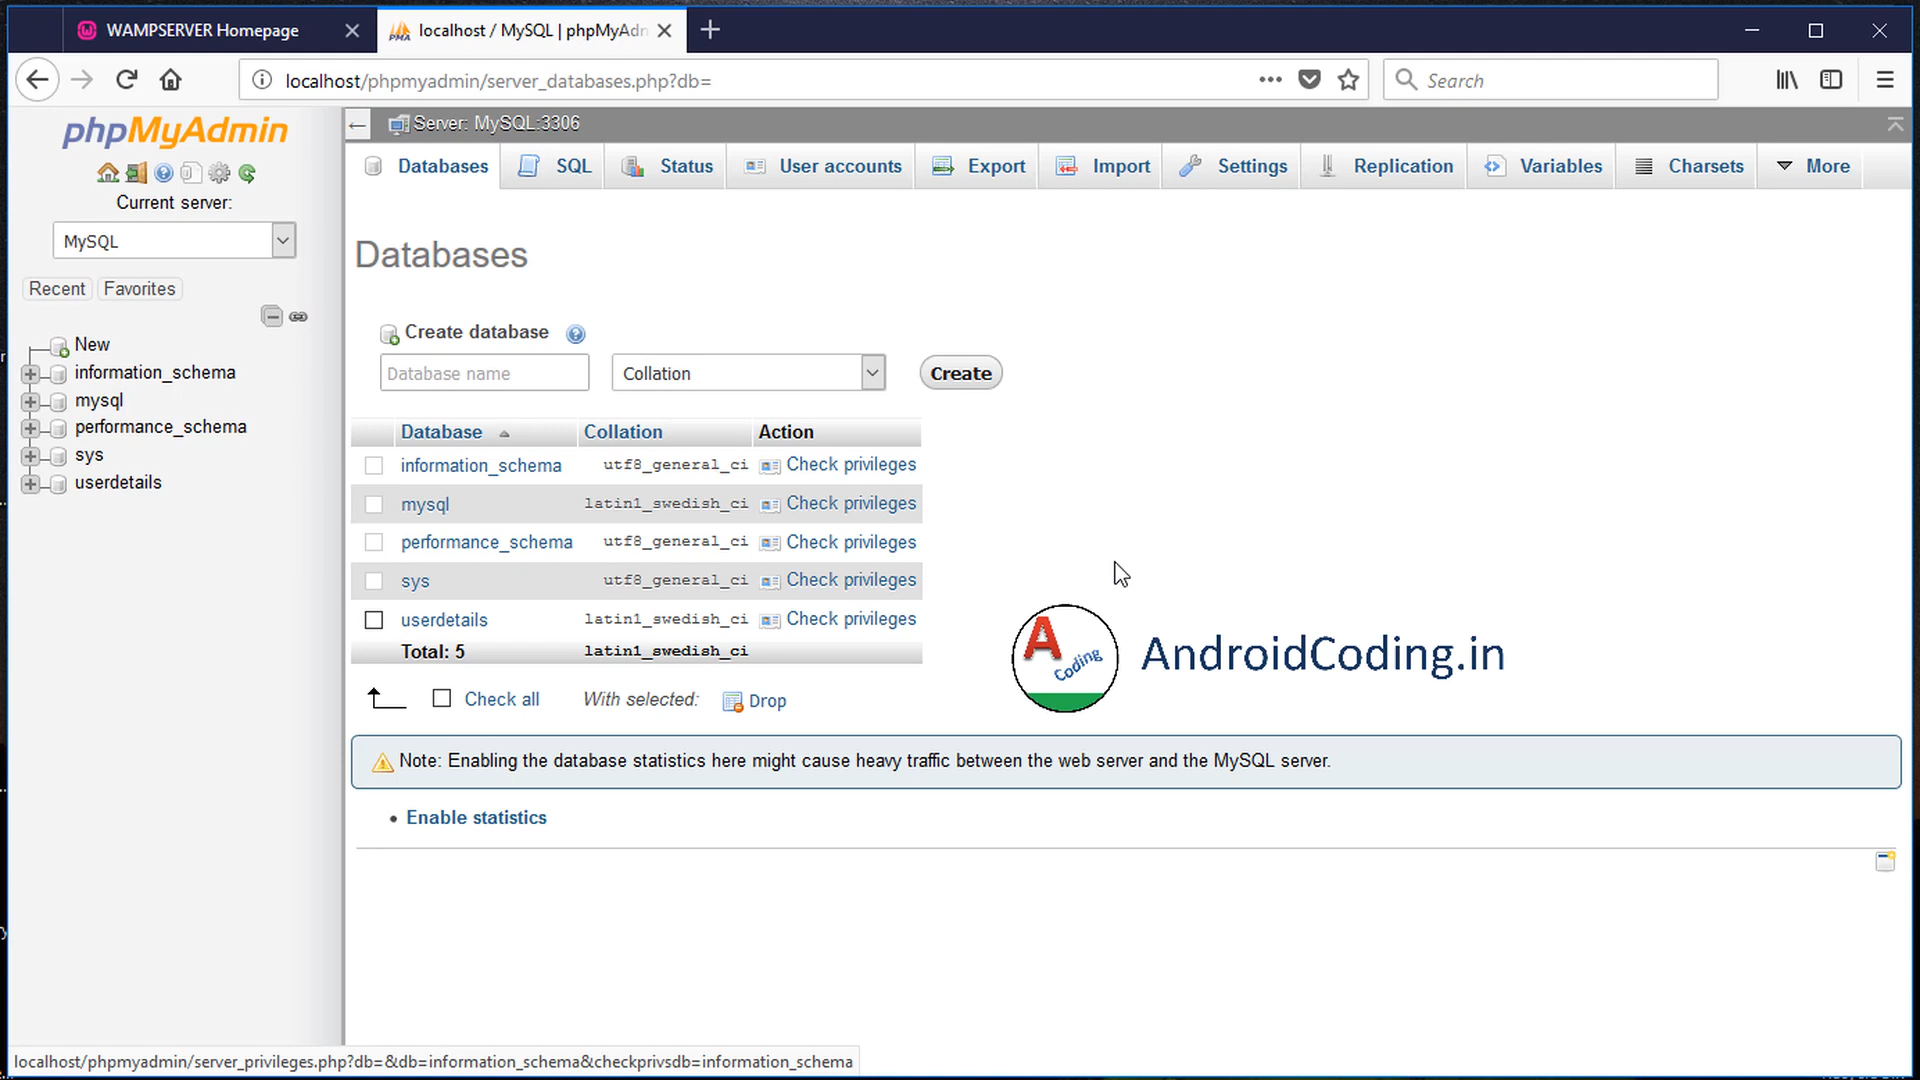 WAMPSERVER Homepage
localhost / MySQL | phpMyAdn
localhost/phpmyadmin/server_databases.php?db=
Search
phpMyAdmin
Current server:
MySQL
Recent
Favorites
New
information_schema
mysql
performance_schema
sys
userdetails
Server: MySQL:3306
Databases
SQL
Status
User accounts
Export
Import
Settings
Replication
Variables
Charsets
More
Databases
Create database
Database name
Collation
Create
Database Collation Action
information_schema utf8_general_ci Check privileges
mysql latin1_swedish_ci Check privileges
performance_schema utf8_general_ci Check privileges
sys utf8_general_ci Check privileges
userdetails latin1_swedish_ci Check privileges
Total: 5 latin1_swedish_ci
Check all With selected: Drop
A
Coding
AndroidCoding.in
Note: Enabling the database statistics here might cause heavy traffic between the web server and the MySQL server.
Enable statistics
localhost/phpmyadmin/server_privileges.php?db=&db=information_schema&checkprivsdb=information_schema